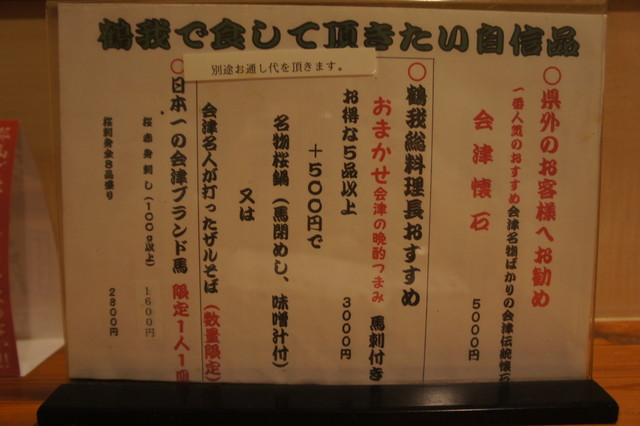 鶴我で食して頂きたい自信品
別途お通し代を頂きます。
○県外のお客様へお勧め
一番人気のおすすめ会津名物ばかりの会津伝統懐石
会津懐石 5000円
○鶴我総料理長おすすめ
おまかせ会津の晩酌つまみ 馬刺付き
お得な5品以上 3000円
+500円で
名物桜鍋（馬閉めし、味噌汁付）
又は
会津名人が打ったザルそば（数量限定）
○日本一の会津ブランド馬 限定1人1皿
桜赤身刺し（100g以上） 1600円
桜刺身全8品盛り 2800円